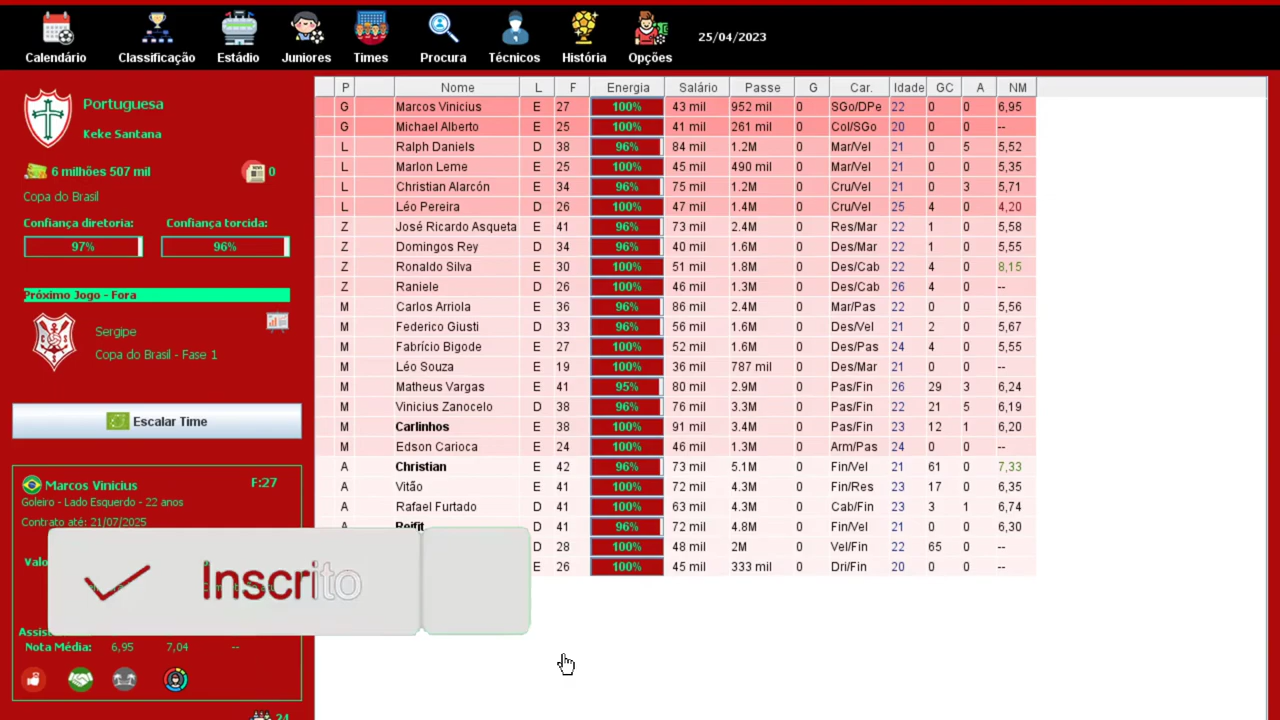 Calendário Classificação Estádio Juniores Times Procura Técnicos História Opções 25/04/2023
Portuguesa
Keke Santana
6 milhões 507 mil 0
Copa do Brasil
Confiança diretoria: Confiança torcida:
97% 96%
Próximo Jogo - Fora
Sergipe
Copa do Brasil - Fase 1
Escalar Time
Marcos Vinicius F:27
Goleiro - Lado Esquerdo - 22 anos
Contrato até: 21/07/2025
Valo
Inscrito
Assis
Nota Média: 6,95 7,04 --
24
P Nome L F Energia Salário Passe G Car. Idade GC A NM
G Marcos Vinicius E 27 100% 43 mil 952 mil 0 SGo/DPe 22 0 0 6,95
G Michael Alberto E 25 100% 41 mil 261 mil 0 Col/SGo 20 0 0 --
L Ralph Daniels D 38 96% 84 mil 1.2M 0 Mar/Vel 21 0 5 5,52
L Marlon Leme E 25 100% 45 mil 490 mil 0 Mar/Vel 21 0 0 5,35
L Christian Alarcón E 34 96% 75 mil 1.2M 0 Cru/Vel 21 0 3 5,71
L Léo Pereira D 26 100% 47 mil 1.4M 0 Cru/Vel 25 4 0 4,20
Z José Ricardo Asqueta E 41 96% 73 mil 2.4M 0 Res/Mar 22 1 0 5,58
Z Domingos Rey D 34 96% 40 mil 1.6M 0 Des/Mar 22 1 0 5,55
Z Ronaldo Silva E 30 100% 51 mil 1.8M 0 Des/Cab 22 4 0 8,15
Z Raniele D 26 100% 46 mil 1.3M 0 Des/Cab 26 4 0 --
M Carlos Arriola E 36 96% 86 mil 2.4M 0 Mar/Pas 22 0 0 5,56
M Federico Giusti D 33 96% 56 mil 1.6M 0 Des/Vel 21 2 0 5,67
M Fabrício Bigode E 27 100% 52 mil 1.6M 0 Des/Pas 24 4 0 5,55
M Léo Souza E 19 100% 36 mil 787 mil 0 Des/Mar 21 0 0 --
M Matheus Vargas E 41 95% 80 mil 2.9M 0 Pas/Fin 26 29 3 6,24
M Vinicius Zanocelo D 38 96% 76 mil 3.3M 0 Pas/Fin 22 21 5 6,19
M Carlinhos E 38 100% 91 mil 3.4M 0 Pas/Fin 23 12 1 6,20
M Edson Carioca E 24 100% 46 mil 1.3M 0 Arm/Pas 24 0 0 --
A Christian E 42 96% 73 mil 5.1M 0 Fin/Vel 21 61 0 7,33
A Vitão E 41 100% 72 mil 4.3M 0 Fin/Res 23 17 0 6,35
A Rafael Furtado D 41 100% 63 mil 4.3M 0 Cab/Fin 23 3 1 6,74
A Reifit D 41 96% 72 mil 4.8M 0 Fin/Vel 21 0 0 6,30
D 28 100% 48 mil 2M 0 Vel/Fin 22 65 0 --
E 26 100% 45 mil 333 mil 0 Dri/Fin 20 0 0 --